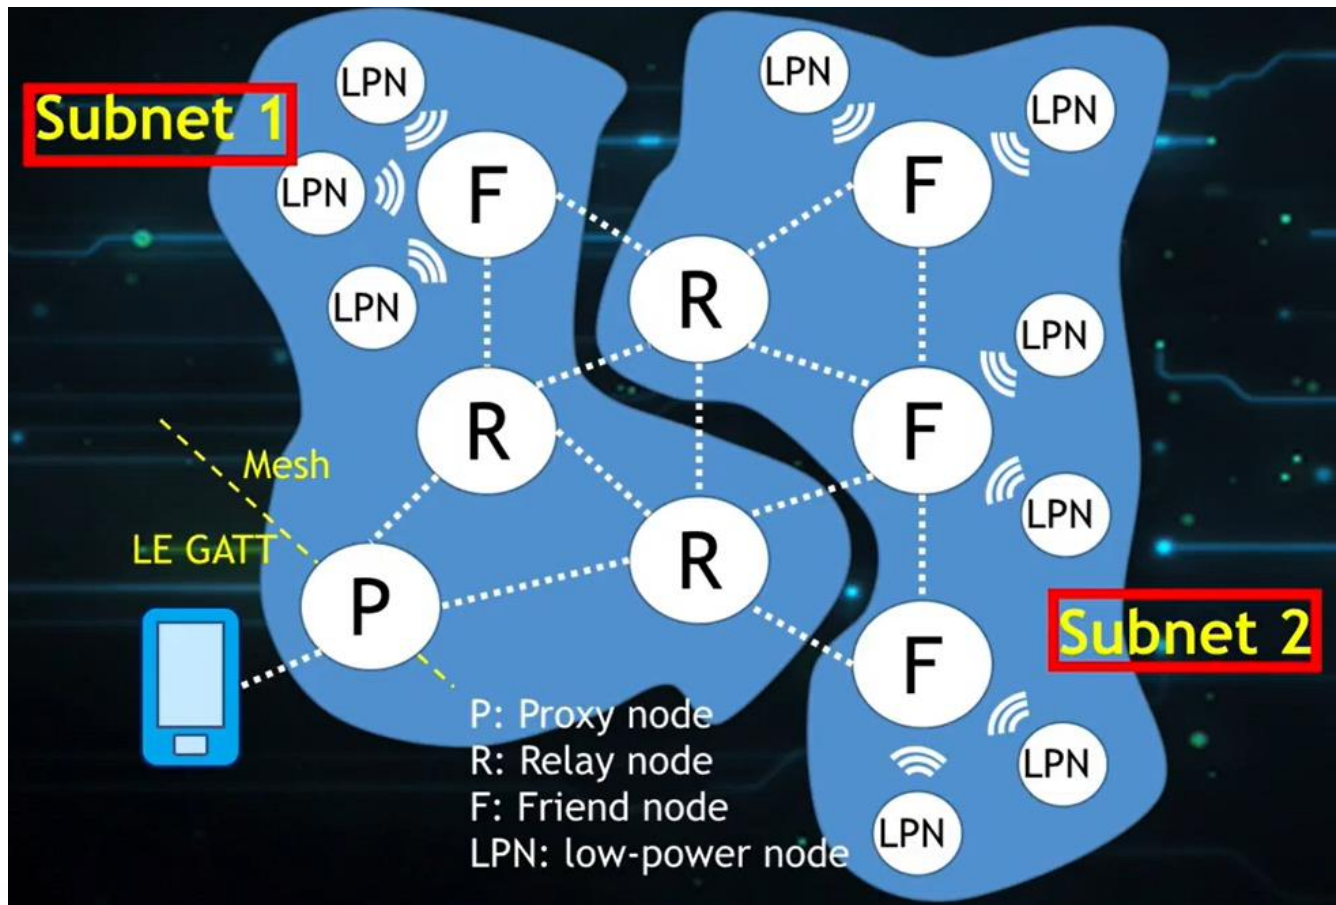 LPN
LPN
LPN
Subnet 1
F
F
LPN
LPN
R
LPN
LPN
R
F
Mesh
LPN
LE GATT
R
P
Subnet 2
F
P: Proxy node
R: Relay node
F: Friend node
LPN
LPN
LPN: low-power node